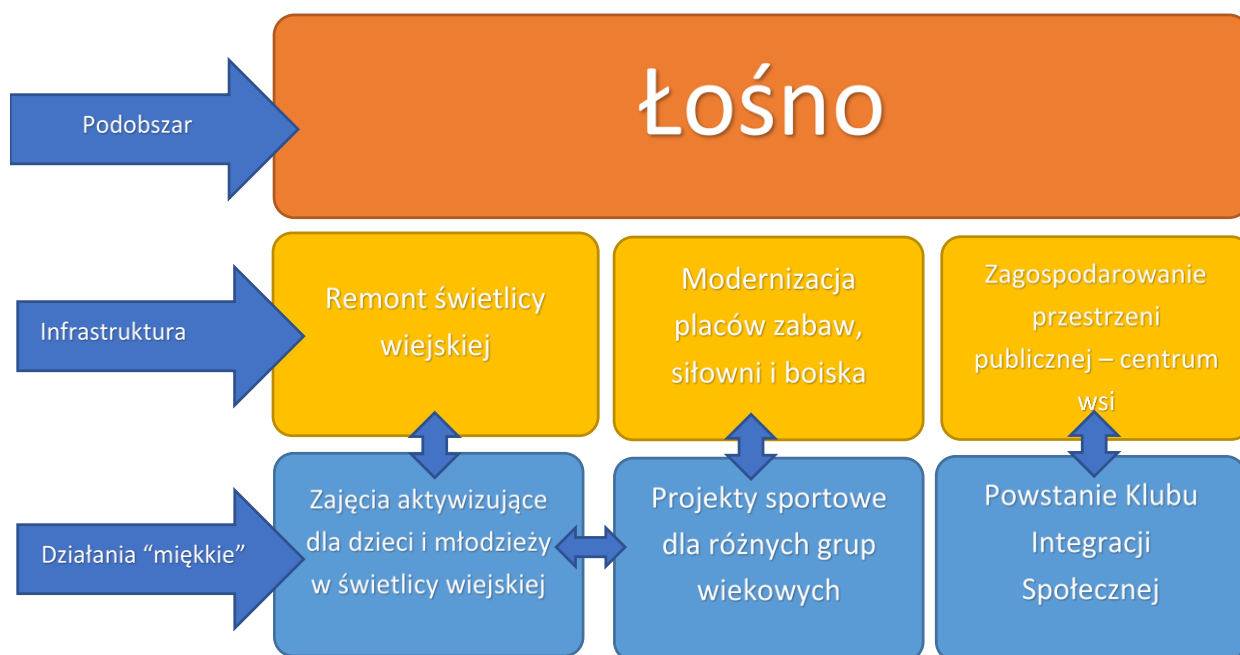 Podobszar
Łośno
Infrastruktura
Remont świetlicy
wiejskiej
Modernizacja
placów zabaw,
siłowni i boiska
Zagospodarowanie
przestrzeni
publicznej – centrum
wsi
Działania “miękkie”
Zajęcia aktywizujące
dla dzieci i młodzieży
w świetlicy wiejskiej
Projekty sportowe
dla różnych grup
wiekowych
Powstanie Klubu
Integracji
Społecznej